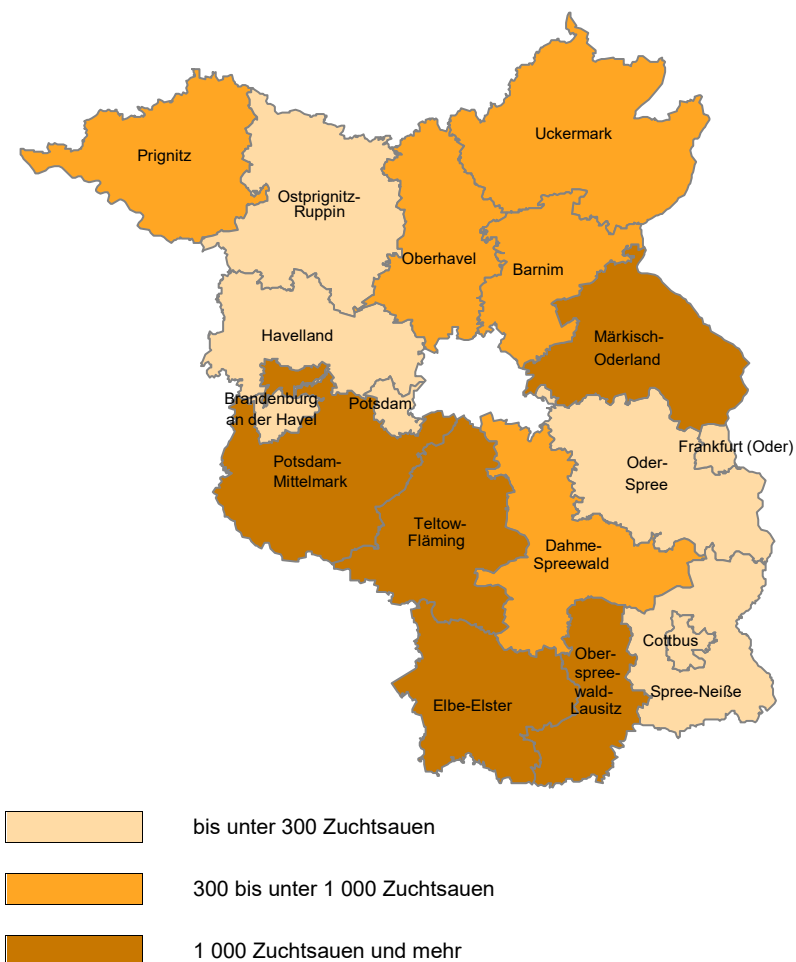 Uckermark
Prignitz
Ostprignitz-
Ruppin
Oberhavel
Barnim
Havelland
Märkisch-
Oderland
Brandenburg
an der Havel
Potsdam
Frankfurt (Oder)
Potsdam-
Mittelmark
Oder-
Spree
Teltow-
Fläming
Dahme-
Spreewald
Cottbus
Ober-
spree-
wald-
Lausitz
Spree-Neiße
Elbe-Elster
bis unter 300 Zuchtsauen
300 bis unter 1 000 Zuchtsauen
1 000 Zuchtsauen und mehr